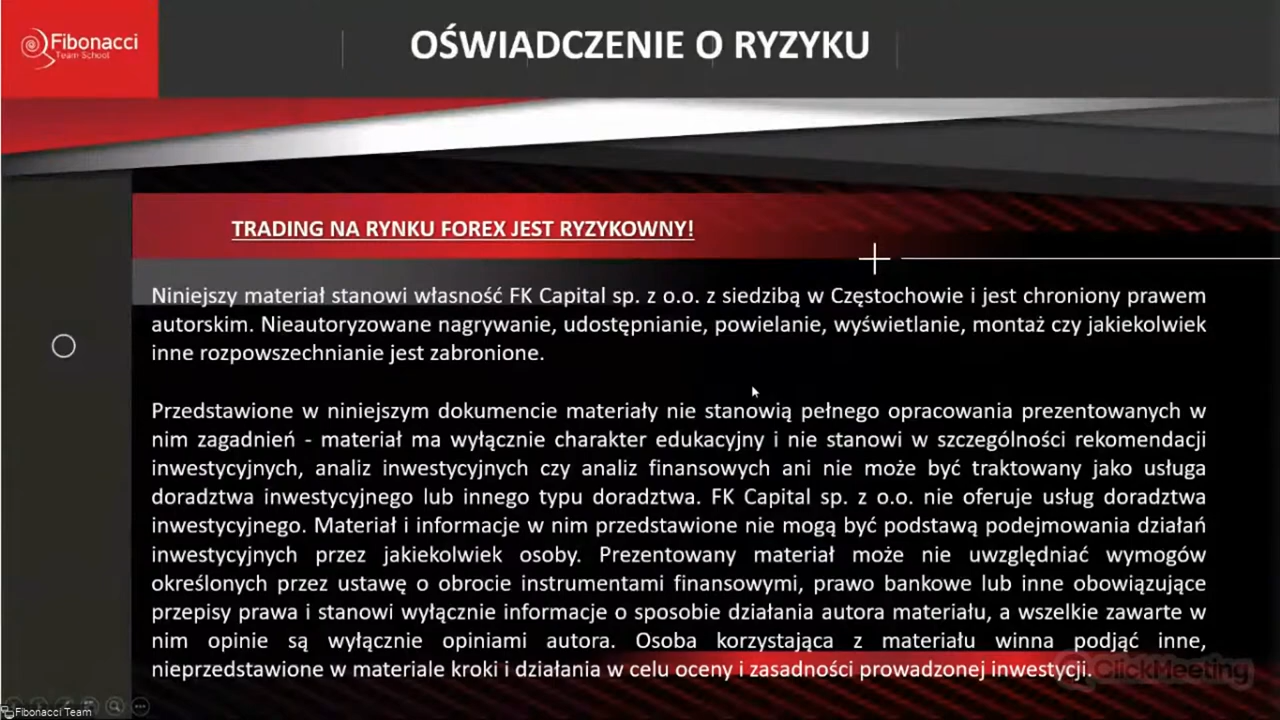 Fibonacci
Team School
OŚWIADCZENIE O RYZYKU
TRADING NA RYNKU FOREX JEST RYZYKOWNY!
Niniejszy materiał stanowi własność FK Capital sp. z o.o. z siedzibą w Częstochowie i jest chroniony prawem
autorskim. Nieautoryzowane nagrywanie, udostępnianie, powielanie, wyświetlanie, montaż czy jakiekolwiek
inne rozpowszechnianie jest zabronione.
Przedstawione w niniejszym dokumencie materiały nie stanowią pełnego opracowania prezentowanych w
nim zagadnień - materiał ma wyłącznie charakter edukacyjny i nie stanowi w szczególności rekomendacji
inwestycyjnych, analiz inwestycyjnych czy analiz finansowych ani nie może być traktowany jako usługa
doradztwa inwestycyjnego lub innego typu doradztwa. FK Capital sp. z o.o. nie oferuje usług doradztwa
inwestycyjnego. Materiał i informacje w nim przedstawione nie mogą być podstawą podejmowania działań
inwestycyjnych przez jakiekolwiek osoby. Prezentowany materiał może nie uwzględniać wymogów
określonych przez ustawę o obrocie instrumentami finansowymi, prawo bankowe lub inne obowiązujące
przepisy prawa i stanowi wyłącznie informacje o sposobie działania autora materiału, a wszelkie zawarte w
nim opinie są wyłącznie opiniami autora. Osoba korzystająca z materiału winna podjąć inne,
nieprzedstawione w materiale kroki i działania w celu oceny i zasadności prowadzonej inwestycji.
ClickMeeting
Fibonacci Team